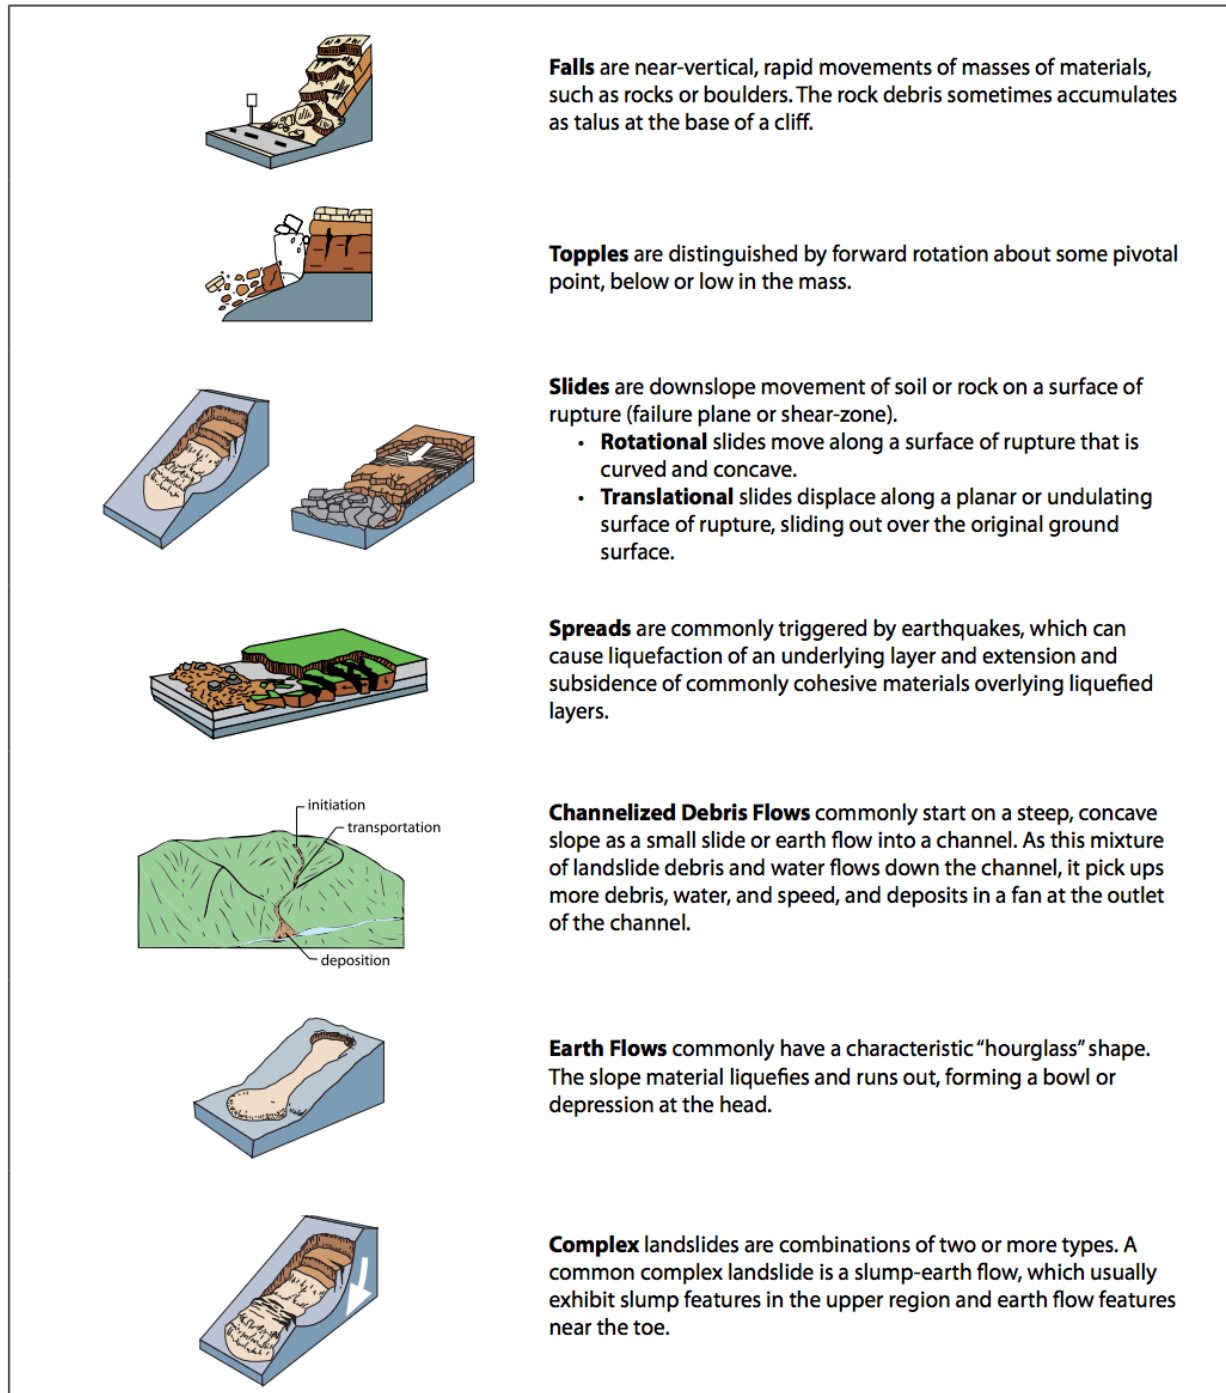 Falls are near-vertical, rapid movements of masses of materials,
such as rocks or boulders. The rock debris sometimes accumulates
as talus at the base of a cliff.
Topples are distinguished by forward rotation about some pivotal
point, below or low in the mass.
Slides are downslope movement of soil or rock on a surface of
rupture (failure plane or shear-zone).
• Rotational slides move along a surface of rupture that is
curved and concave.
• Translational slides displace along a planar or undulating
surface of rupture, sliding out over the original ground
surface.
Spreads are commonly triggered by earthquakes, which can
cause liquefaction of an underlying layer and extension and
subsidence of commonly cohesive materials overlying liquefied
layers.
initiation
transportation
deposition
Channelized Debris Flows commonly start on a steep, concave
slope as a small slide or earth flow into a channel. As this mixture
of landslide debris and water flows down the channel, it pick ups
more debris, water, and speed, and deposits in a fan at the outlet
of the channel.
Earth Flows commonly have a characteristic “hourglass” shape.
The slope material liquefies and runs out, forming a bowl or
depression at the head.
Complex landslides are combinations of two or more types. A
common complex landslide is a slump-earth flow, which usually
exhibit slump features in the upper region and earth flow features
near the toe.